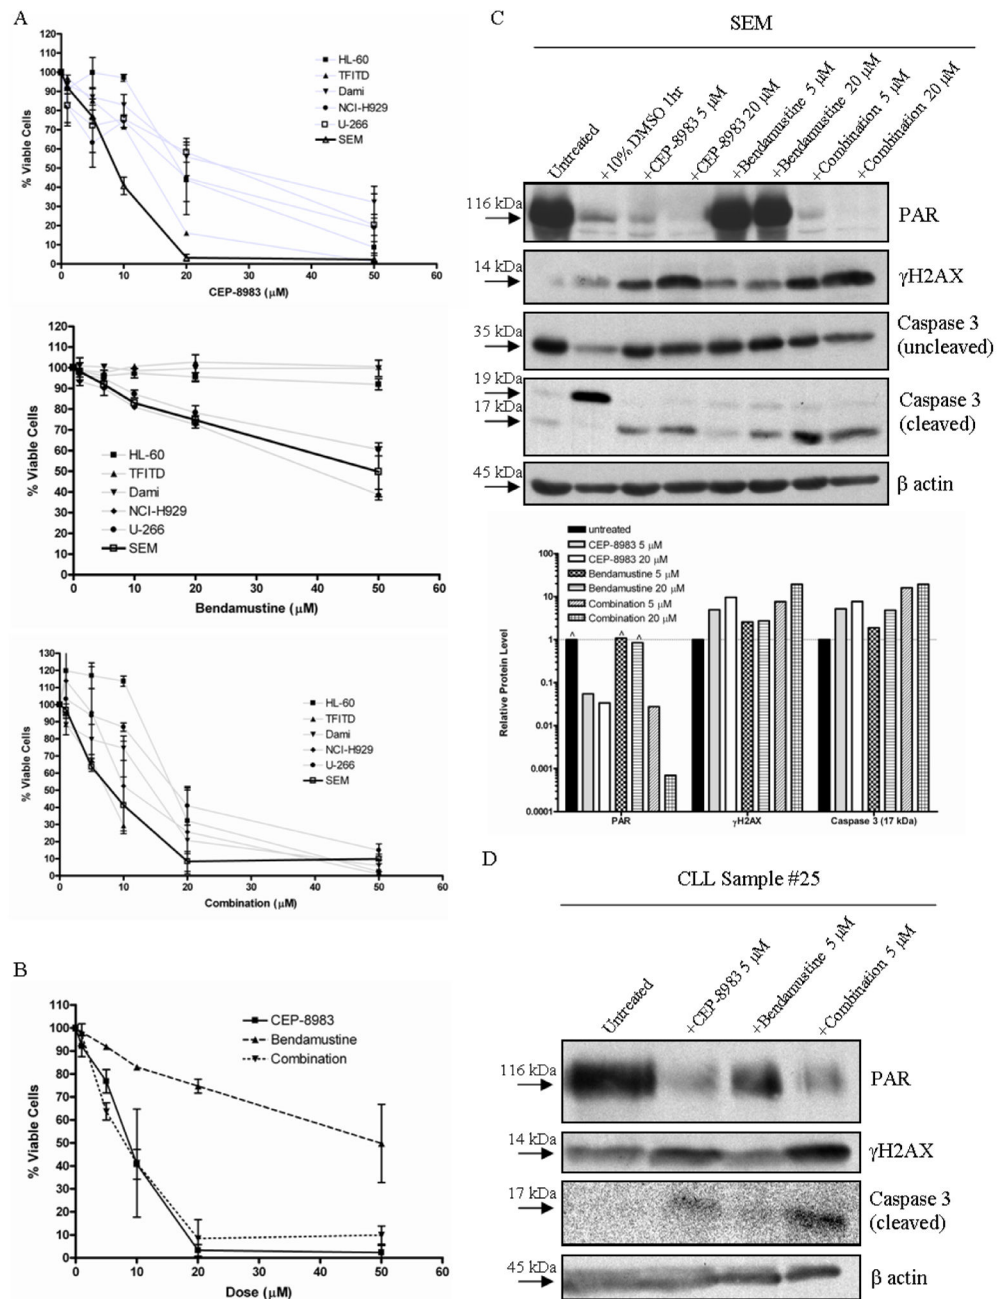 A
120
110
100
90
80
70
60
50
40
30
20
10
0
% Viable Cells
HL-60
TFITD
Dami
NCI-H929
U-266
SEM
0 10 20 30 40 50 60
CEP-8983 (µM)
120
110
100
90
80
70
60
50
40
30
20
10
0
% Viable Cells
HL-60
TFITD
Dami
NCI-H929
U-266
SEM
0 10 20 30 40 50 60
Bendamustine (µM)
130
120
110
100
90
80
70
60
50
40
30
20
10
0
% Viable Cells
HL-60
TFITD
Dami
NCI-H929
U-266
SEM
0 10 20 30 40 50 60
Combination (µM)
B
110
100
90
80
70
60
50
40
30
20
10
0
% Viable Cells
CEP-8983
Bendamustine
Combination
0 10 20 30 40 50 60
Dose (µM)
C
SEM
Untreated
+10% DMSO 1hr
+CEP-8983 5 µM
+CEP-8983 20 µM
+Bendamustine 5 µM
+Bendamustine 20 µM
+Combination 5 µM
+Combination 20 µM
116 kDa
PAR
14 kDa
γH2AX
35 kDa
Caspase 3
(uncleaved)
19 kDa
17 kDa
Caspase 3
(cleaved)
45 kDa
β actin
untreated
CEP-8983 5 µM
CEP-8983 20 µM
Bendamustine 5 µM
Bendamustine 20 µM
Combination 5 µM
Combination 20 µM
100
10
1
0.1
0.01
0.001
0.0001
Relative Protein Level
^ ^ ^
PAR γH2AX Caspase 3 (17 kDa)
D
CLL Sample #25
Untreated
+CEP-8983 5 µM
+Bendamustine 5 µM
+Combination 5 µM
116 kDa
PAR
14 kDa
γH2AX
17 kDa
Caspase 3
(cleaved)
45 kDa
β actin